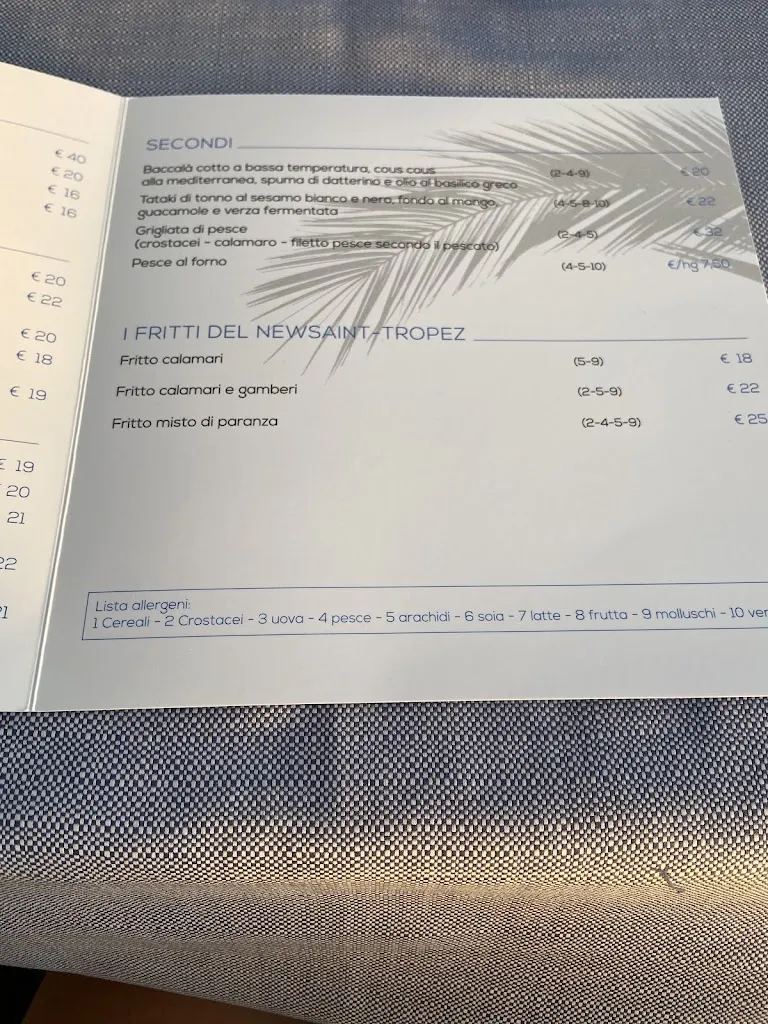 € 40
€ 20
€ 16
€ 16
€ 20
€ 22
€ 20
€ 18
€ 19
€ 19
20
21
22
SECONDI
Baccalà cotto a bassa temperatura, cous cous
alla mediterranea, spuma di datterino e olio al basilico greco (2-4-9) € 20
Tataki di tonno al sesamo bianco e nero, fondo al mango,
guacamole e verza fermentata (4-5-8-10) € 22
Grigliata di pesce
(crostacei - calamaro - filetto pesce secondo il pescato) (2-4-5) € 32
Pesce al forno (4-5-10) €/hg 7,50
I FRITTI DEL NEWSAINT-TROPEZ
Fritto calamari (5-9) € 18
Fritto calamari e gamberi (2-5-9) € 22
Fritto misto di paranza (2-4-5-9) € 25
Lista allergeni:
1 Cereali - 2 Crostacei - 3 uova - 4 pesce - 5 arachidi - 6 soia - 7 latte - 8 frutta - 9 molluschi - 10 ver